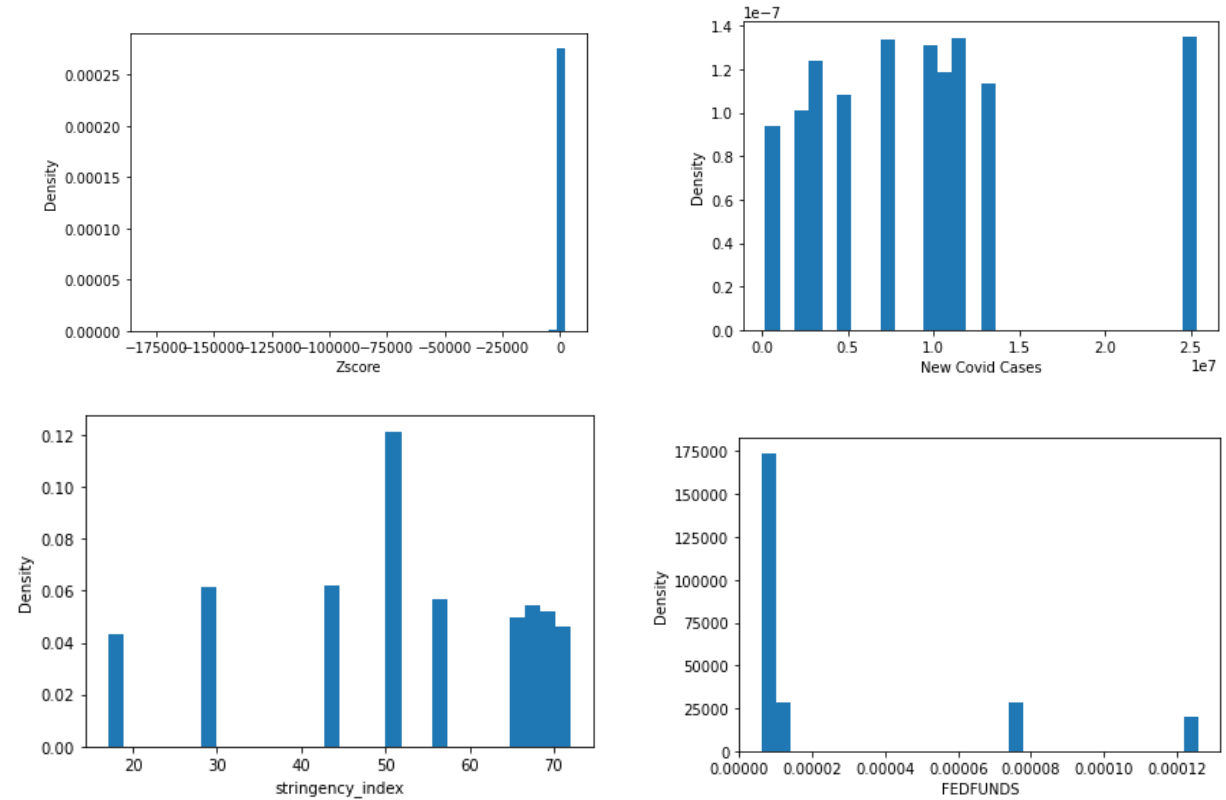 0.00025
0.00020
0.00015
0.00010
0.00005
0.00000
Density
−175000 −150000 −125000 −100000 −75000 −50000 −25000 0
Zscore
1e−7
1.4
1.2
1.0
0.8
0.6
0.4
0.2
0.0
Density
0.0 0.5 1.0 1.5 2.0 2.5
New Covid Cases 1e7
0.12
0.10
0.08
0.06
0.04
0.02
0.00
Density
20 30 40 50 60 70
stringency_index
175000
150000
125000
100000
75000
50000
25000
0
Density
0.00000 0.00002 0.00004 0.00006 0.00008 0.00010 0.00012
FEDFUNDS